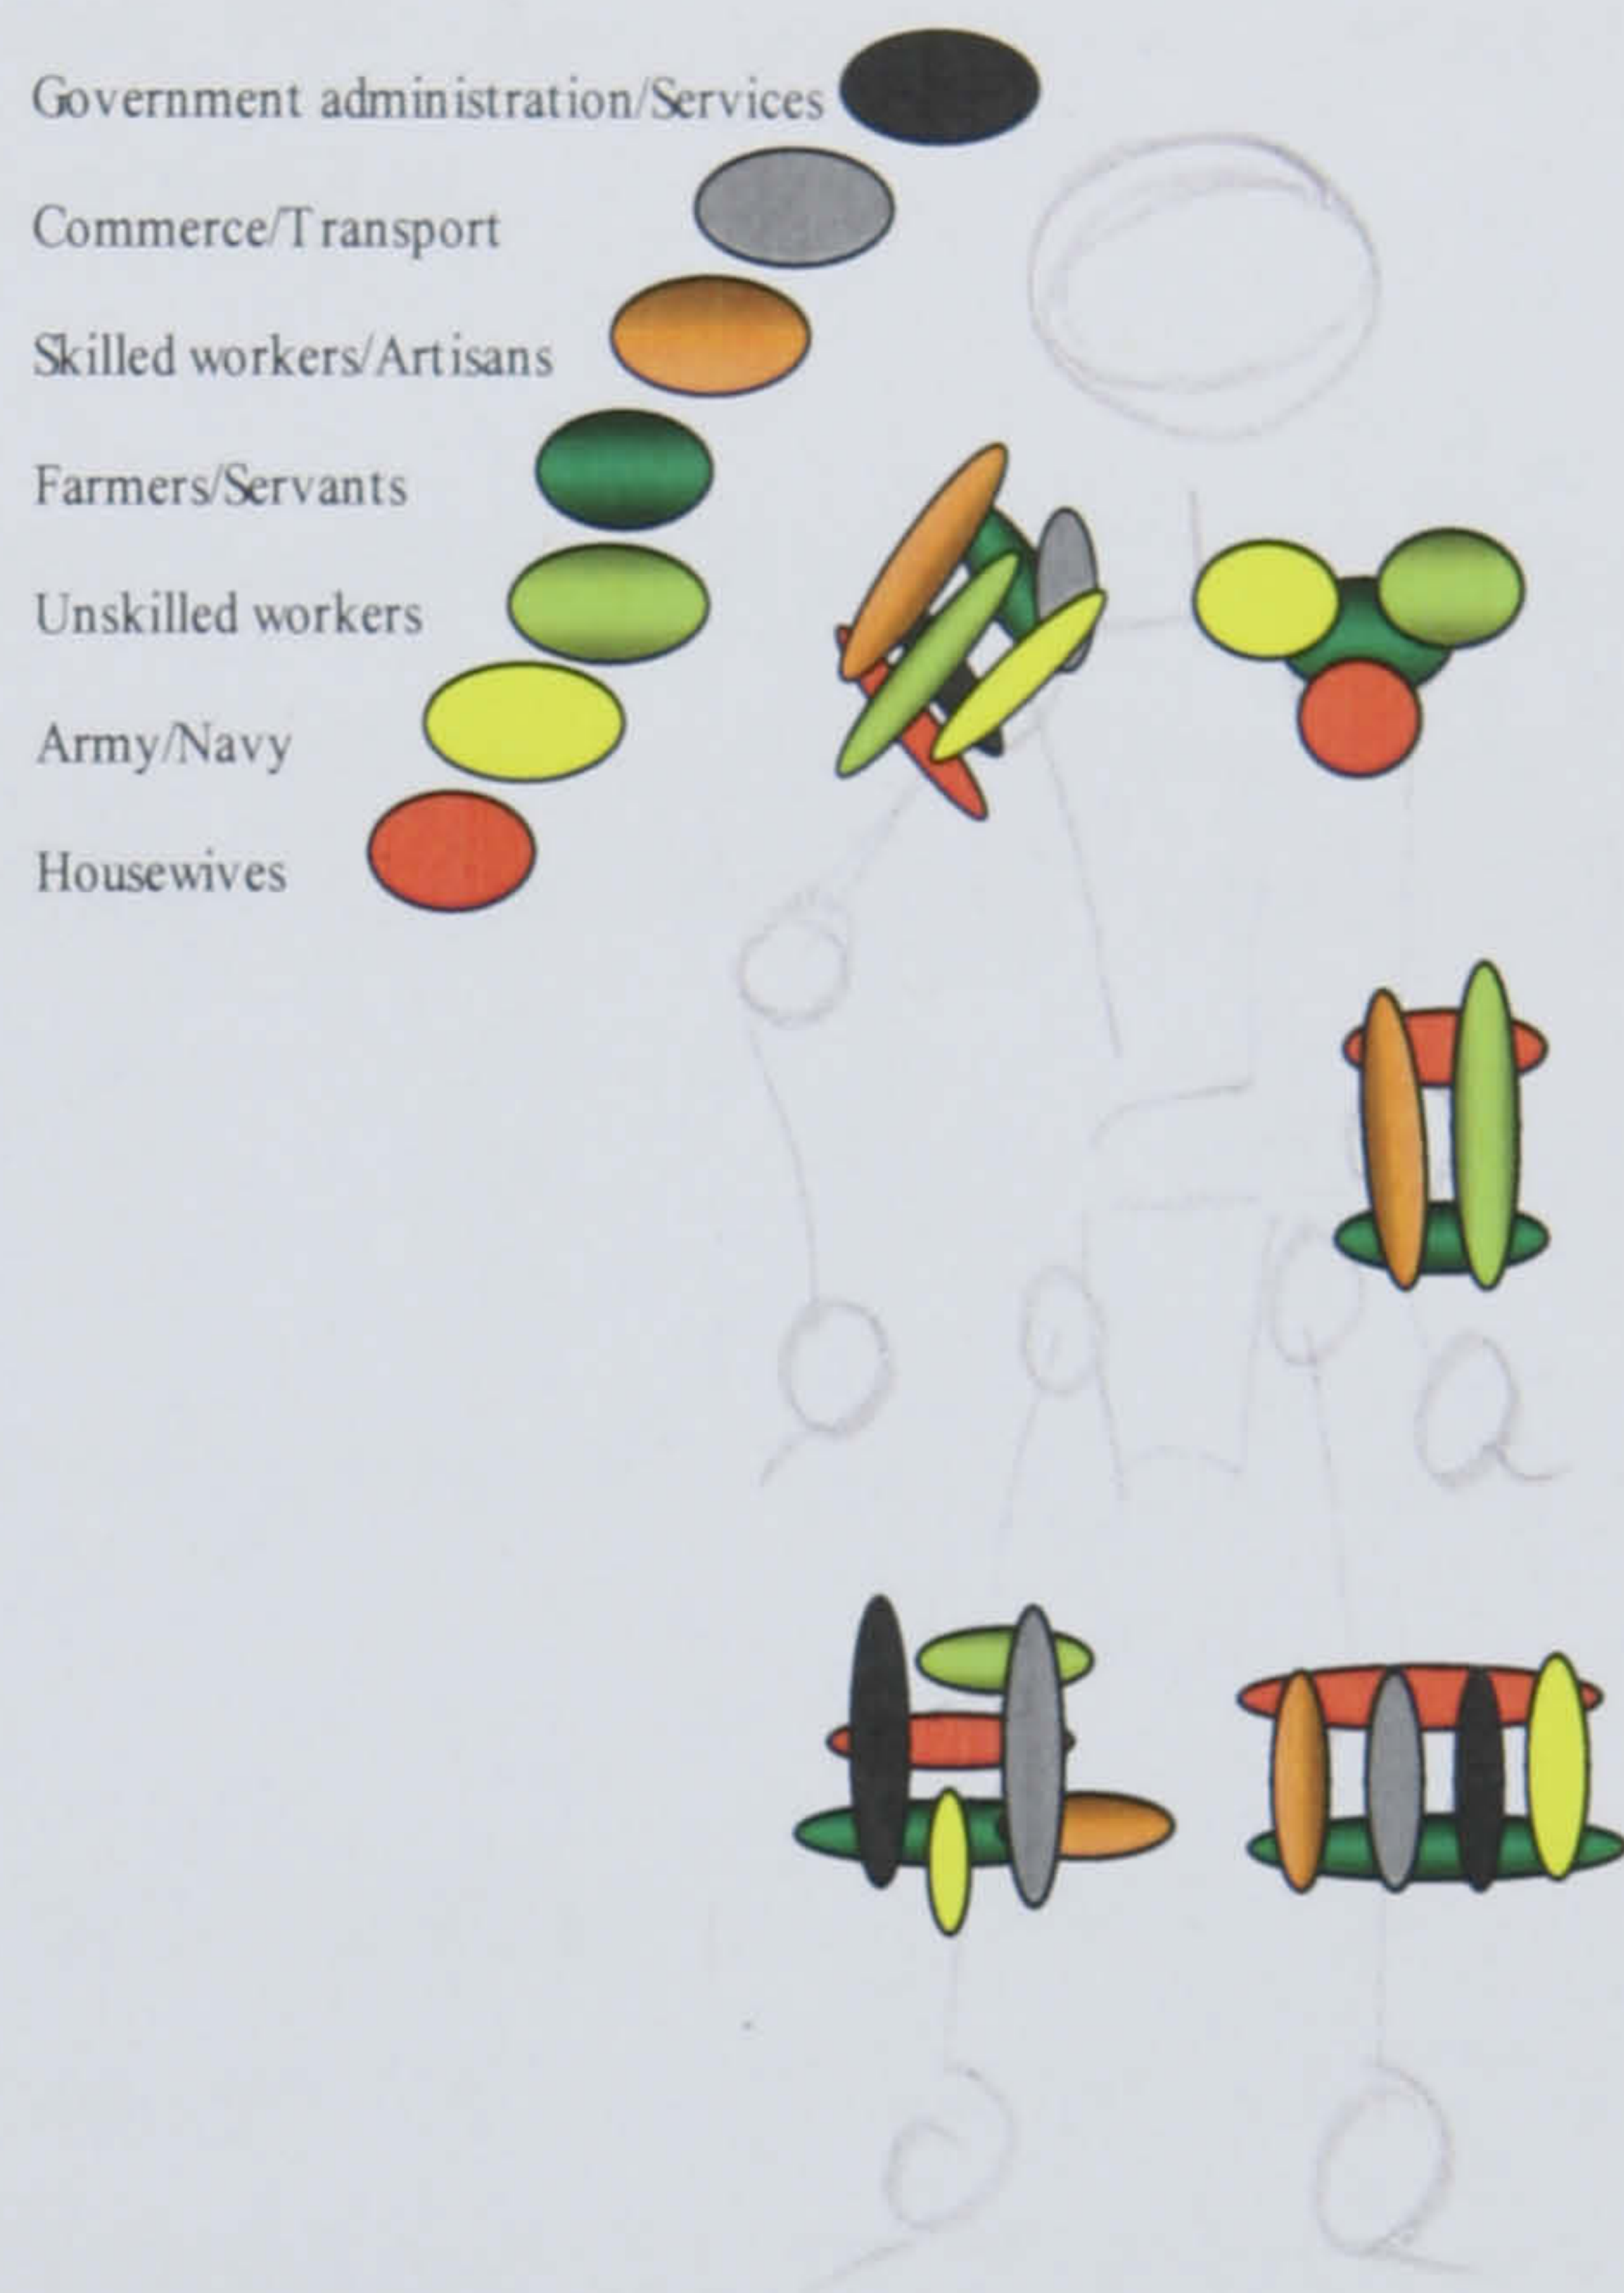 Government administration/Services
Commerce/Transport
Skilled workers/Artisans
Farmers/Servants
Unskilled workers
Army/Navy
Housewives